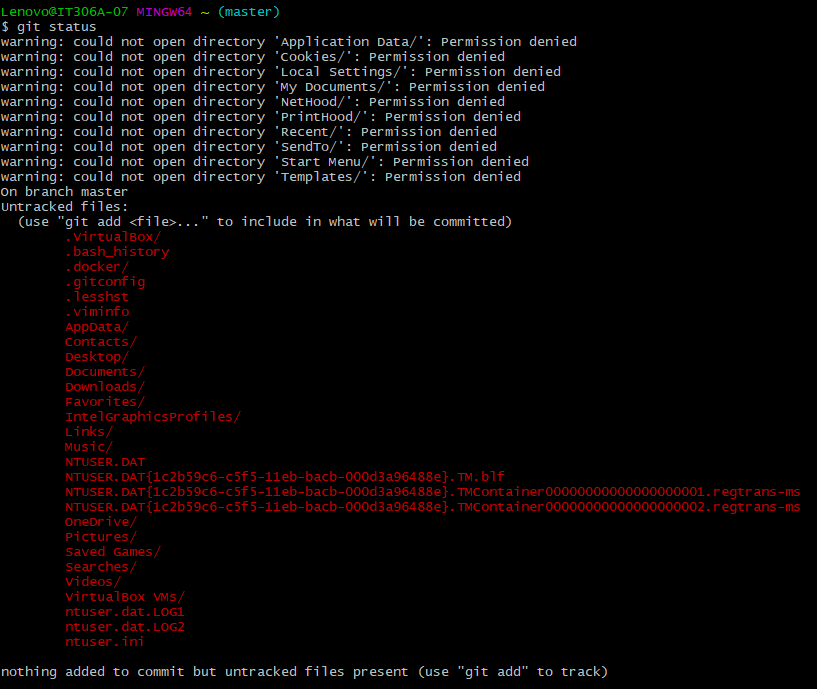 Lenovo@IT306A-07 MINGW64 ~ (master)
$ git status
warning: could not open directory 'Application Data/': Permission denied
warning: could not open directory 'Cookies/': Permission denied
warning: could not open directory 'Local Settings/': Permission denied
warning: could not open directory 'My Documents/': Permission denied
warning: could not open directory 'NetHood/': Permission denied
warning: could not open directory 'PrintHood/': Permission denied
warning: could not open directory 'Recent/': Permission denied
warning: could not open directory 'SendTo/': Permission denied
warning: could not open directory 'Start Menu/': Permission denied
warning: could not open directory 'Templates/': Permission denied
On branch master
Untracked files:
  (use "git add <file>..." to include in what will be committed)
        .VirtualBox/
        .bash_history
        .docker/
        .gitconfig
        .lesshst
        .viminfo
        AppData/
        Contacts/
        Desktop/
        Documents/
        Downloads/
        Favorites/
        IntelGraphicsProfiles/
        Links/
        Music/
        NTUSER.DAT
        NTUSER.DAT{1c2b59c6-c5f5-11eb-bacb-000d3a96488e}.TM.blf
        NTUSER.DAT{1c2b59c6-c5f5-11eb-bacb-000d3a96488e}.TMContainer00000000000000000001.regtrans-ms
        NTUSER.DAT{1c2b59c6-c5f5-11eb-bacb-000d3a96488e}.TMContainer00000000000000000002.regtrans-ms
        OneDrive/
        Pictures/
        Saved Games/
        Searches/
        Videos/
        VirtualBox VMs/
        ntuser.dat.LOG1
        ntuser.dat.LOG2
        ntuser.ini

nothing added to commit but untracked files present (use "git add" to track)